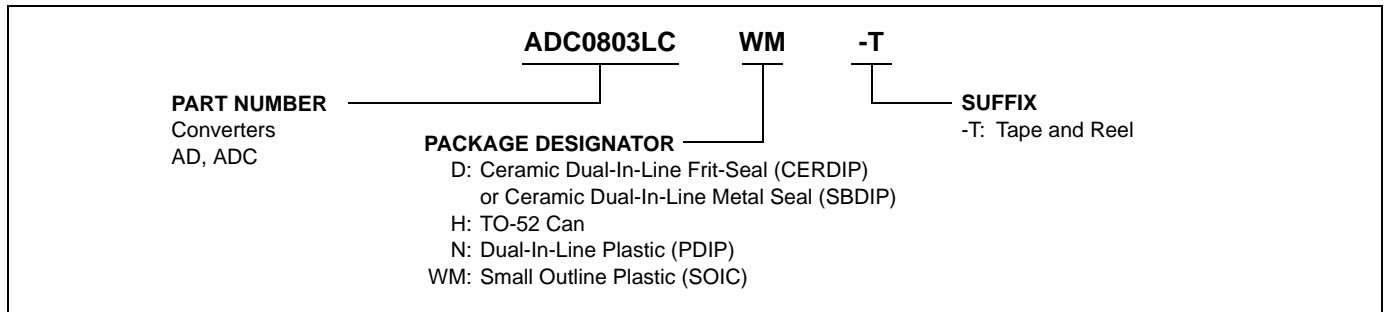 ADC0803LC WM -T
PART NUMBER
Converters
AD, ADC
PACKAGE DESIGNATOR
D: Ceramic Dual-In-Line Frit-Seal (CERDIP)
or Ceramic Dual-In-Line Metal Seal (SBDIP)
H: TO-52 Can
N: Dual-In-Line Plastic (PDIP)
WM: Small Outline Plastic (SOIC)
SUFFIX
-T: Tape and Reel